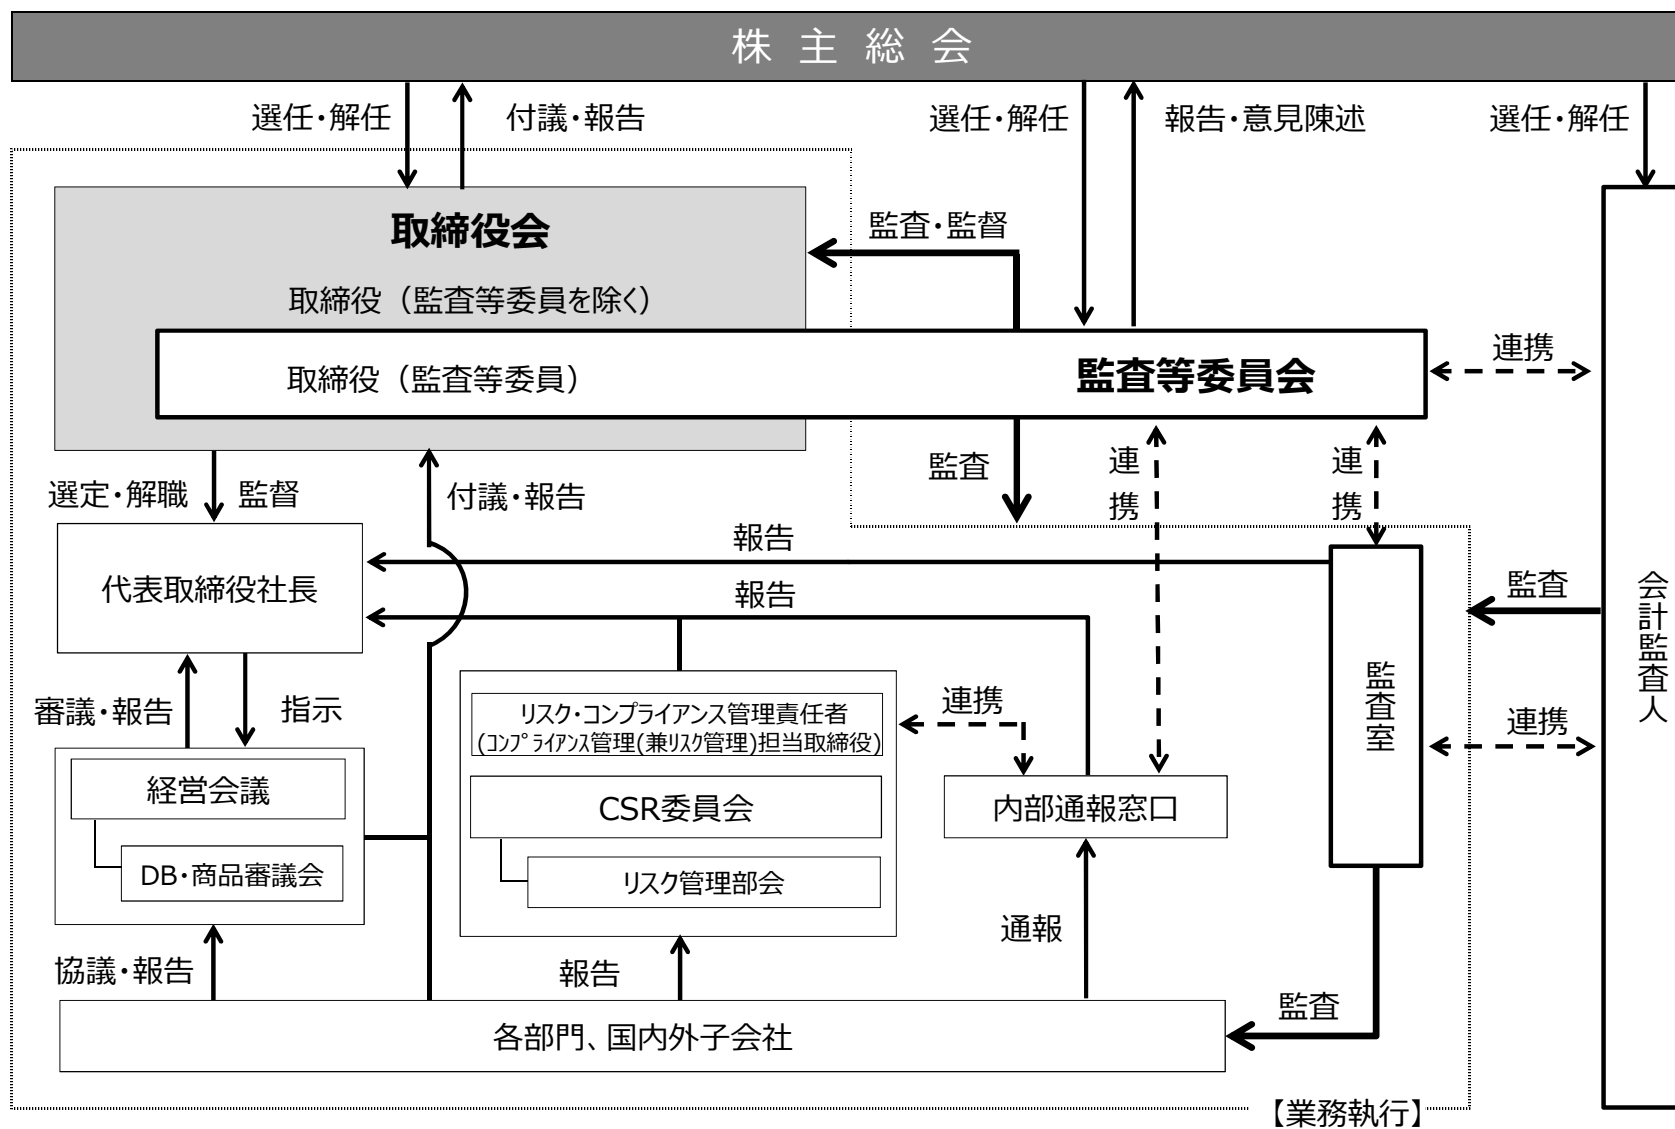 株主総会
選任・解任
付議・報告
選任・解任
報告・意見陳述
選任・解任
取締役会
監査・監督
取締役（監査等委員を除く）
取締役（監査等委員）
監査等委員会
連携
選定・解職
監督
付議・報告
監査
連携
連携
代表取締役社長
報告
報告
監査
会計監査人
審議・報告
指示
リスク・コンプライアンス管理責任者
(コンプライアンス管理(兼リスク管理)担当取締役)
連携
監査室
連携
経営会議
CSR委員会
内部通報窓口
DB・商品審議会
リスク管理部会
協議・報告
報告
通報
監査
各部門、国内外子会社
【業務執行】